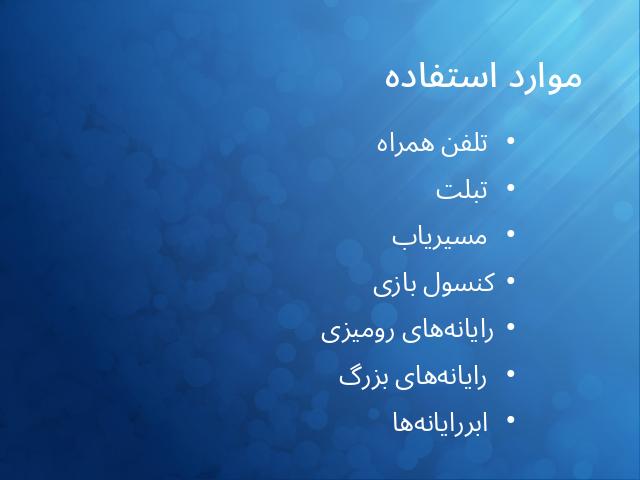 موارد استفاده
• تلفن همراه
• تبلت
• مسیریاب
• کنسول بازی
• رایانه‌های رومیزی
• رایانه‌های بزرگ
• ابررایانه‌ها